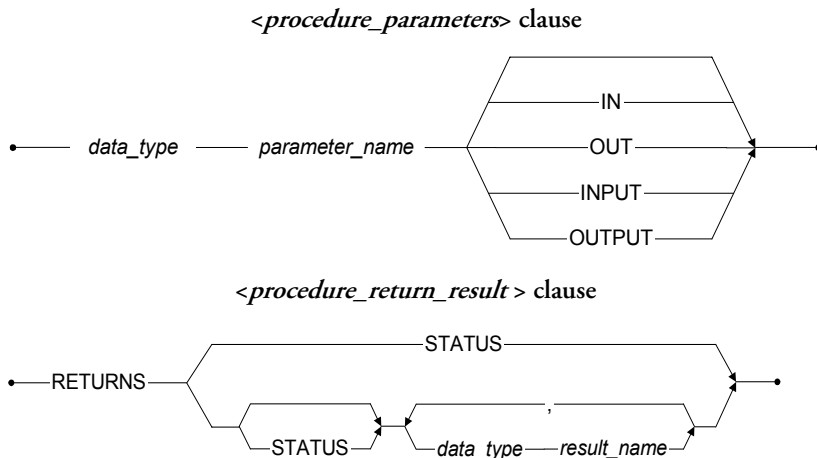 <procedure_parameters> clause
IN
data_type parameter_name OUT
INPUT
OUTPUT
<procedure_return_result > clause
STATUS
RETURNS
,
STATUS data_type result_name